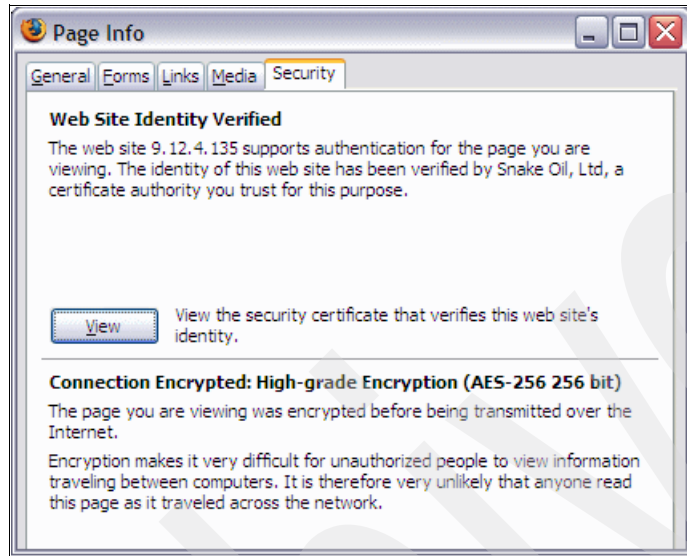 Page Info
General Forms Links Media Security
Web Site Identity Verified
The web site 9.12.4.135 supports authentication for the page you are
viewing. The identity of this web site has been verified by Snake Oil, Ltd, a
certificate authority you trust for this purpose.
View
View the security certificate that verifies this web site's
identity.
Connection Encrypted: High-grade Encryption (AES-256 256 bit)
The page you are viewing was encrypted before being transmitted over the
Internet.
Encryption makes it very difficult for unauthorized people to view information
traveling between computers. It is therefore very unlikely that anyone read
this page as it traveled across the network.